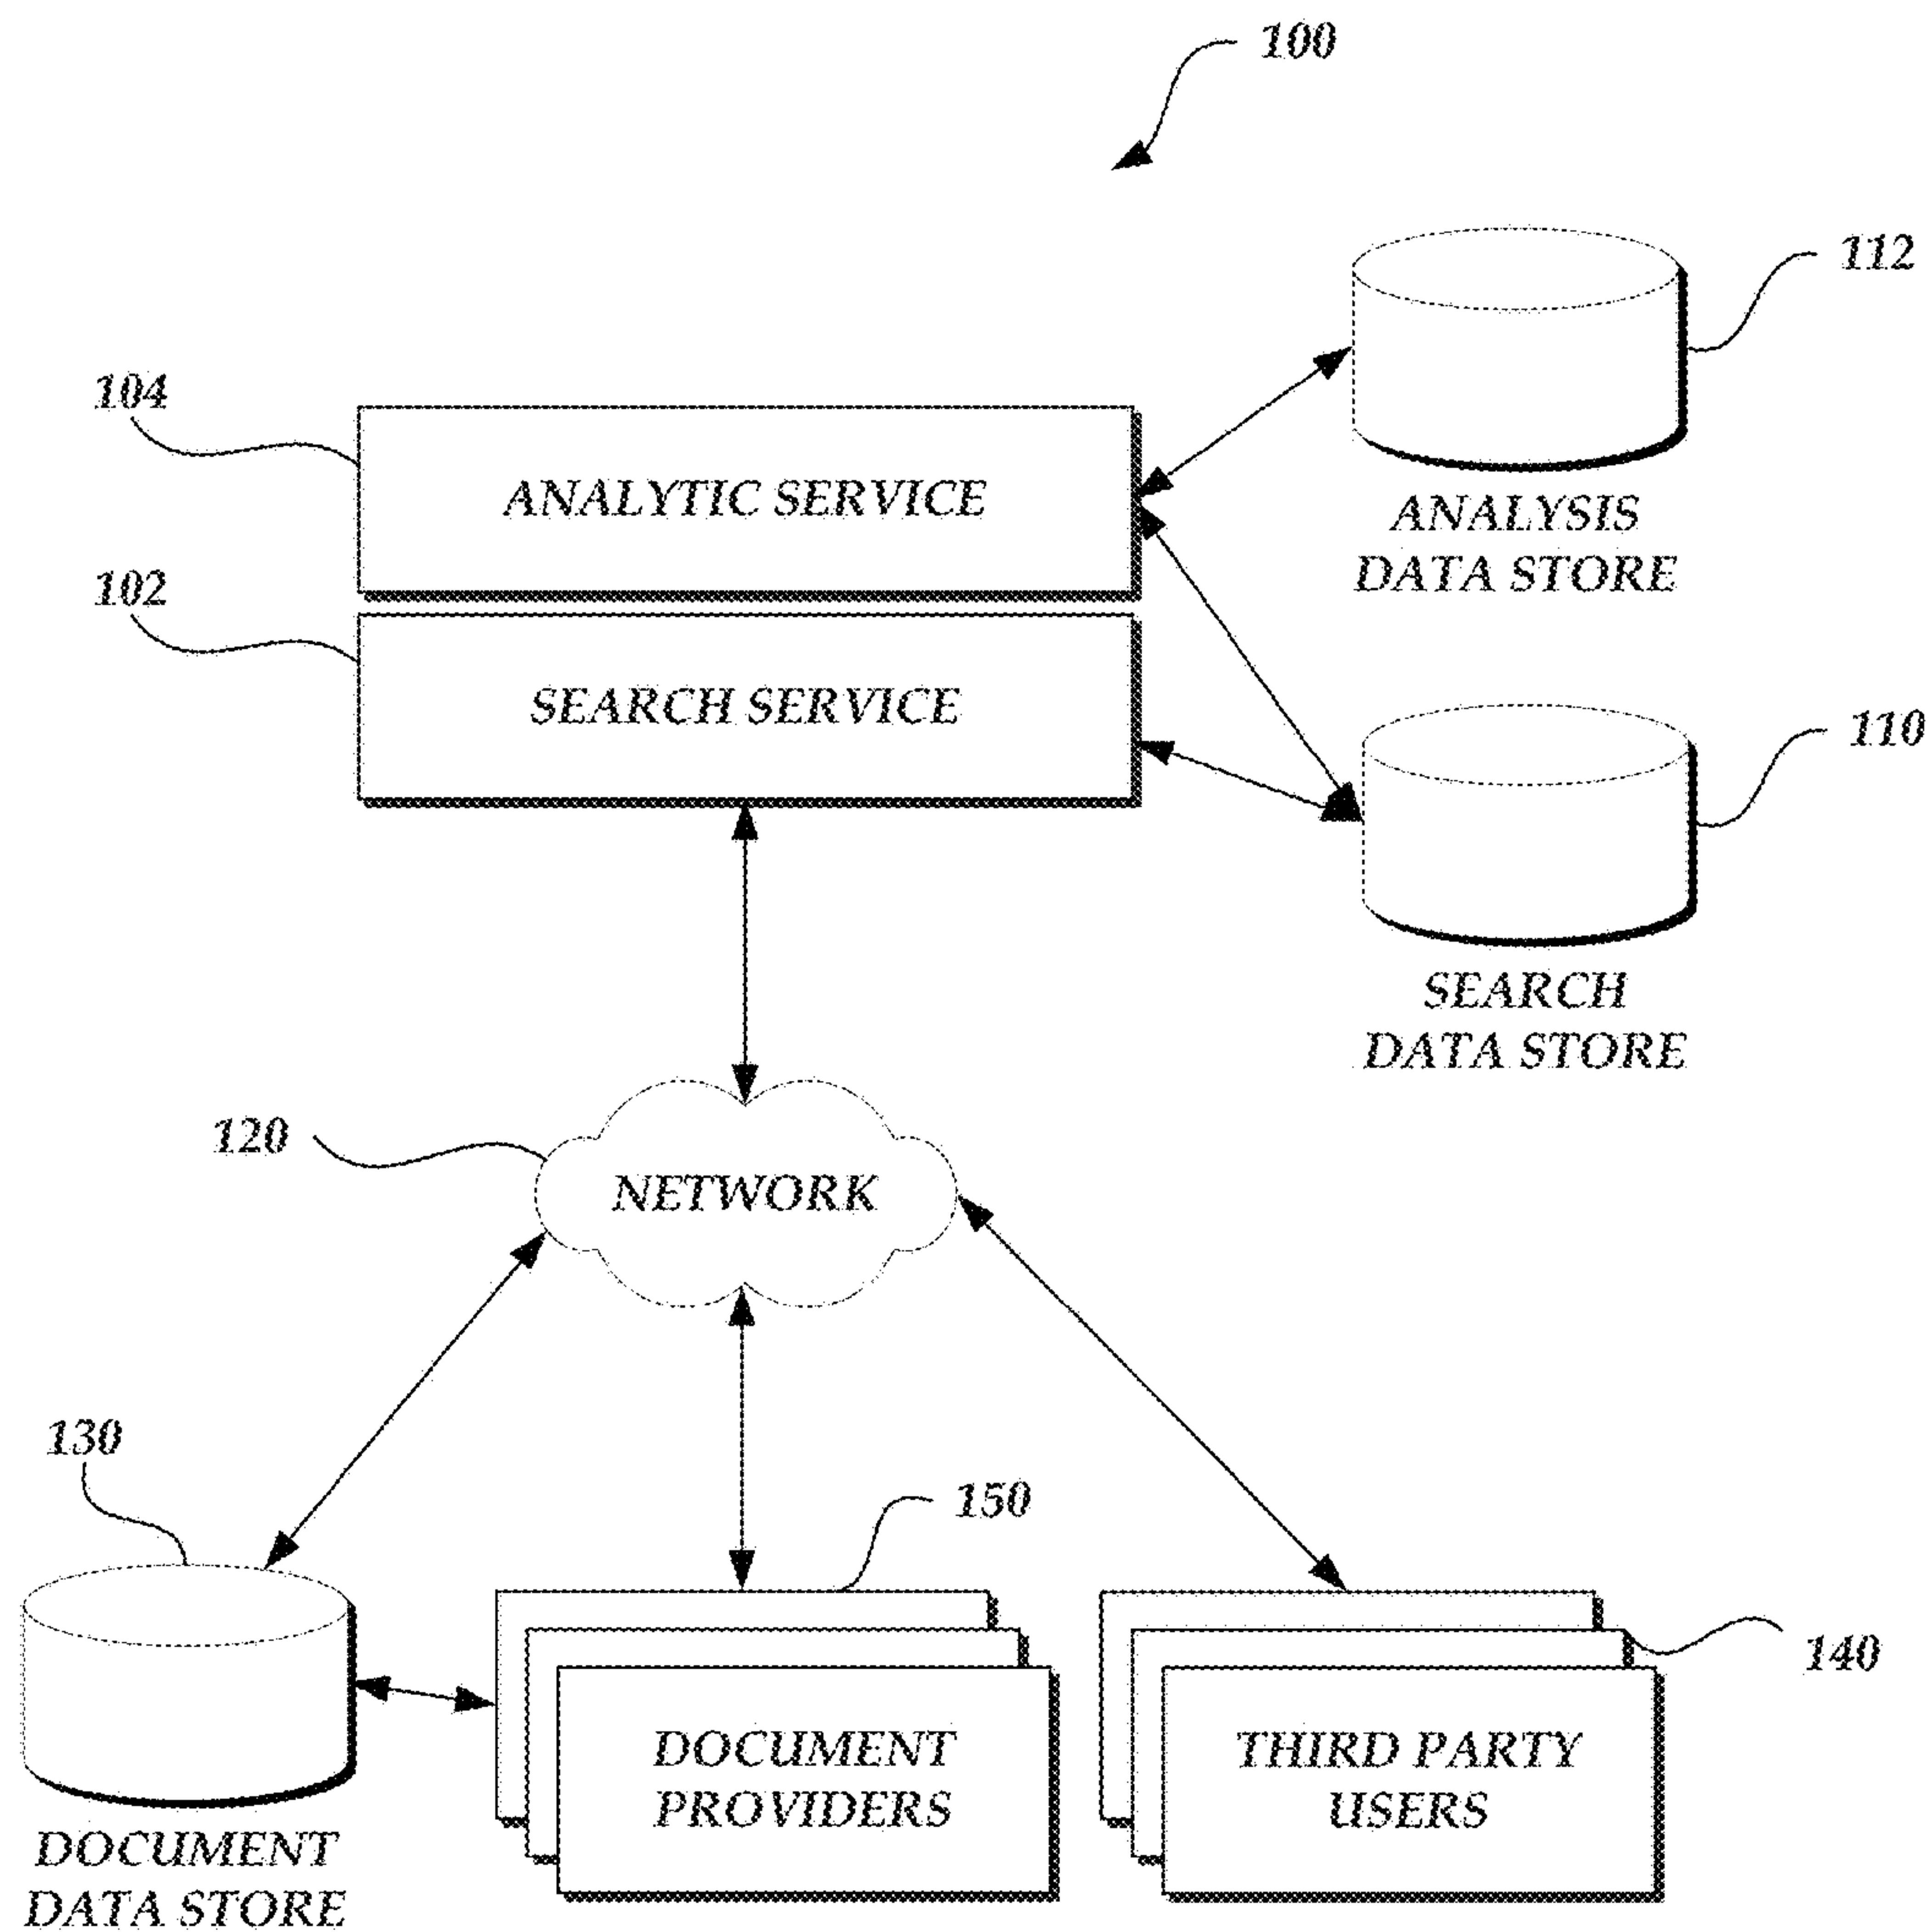 100
112
104
ANALYTIC SERVICE
ANALYSIS
DATA STORE
102
SEARCH SERVICE
110
SEARCH
DATA STORE
120
NETWORK
130
150
140
DOCUMENT
PROVIDERS
THIRD PARTY
USERS
DOCUMENT
DATA STORE